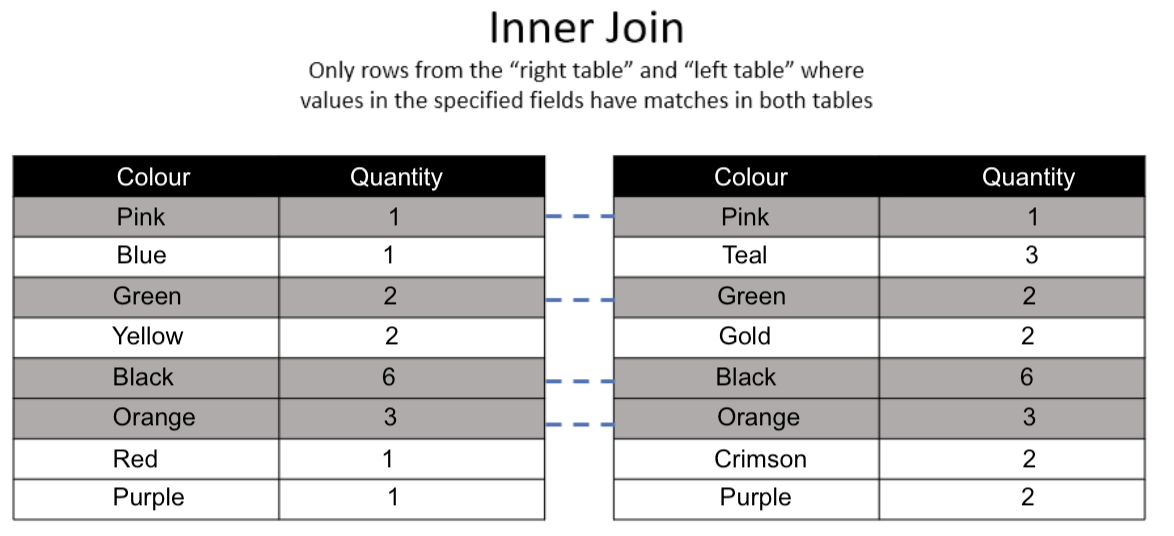 Inner Join
Only rows from the “right table” and “left table” where
values in the specified fields have matches in both tables
Colour Quantity
Pink 1
Blue 1
Green 2
Yellow 2
Black 6
Orange 3
Red 1
Purple 1
Colour Quantity
Pink 1
Teal 3
Green 2
Gold 2
Black 6
Orange 3
Crimson 2
Purple 2